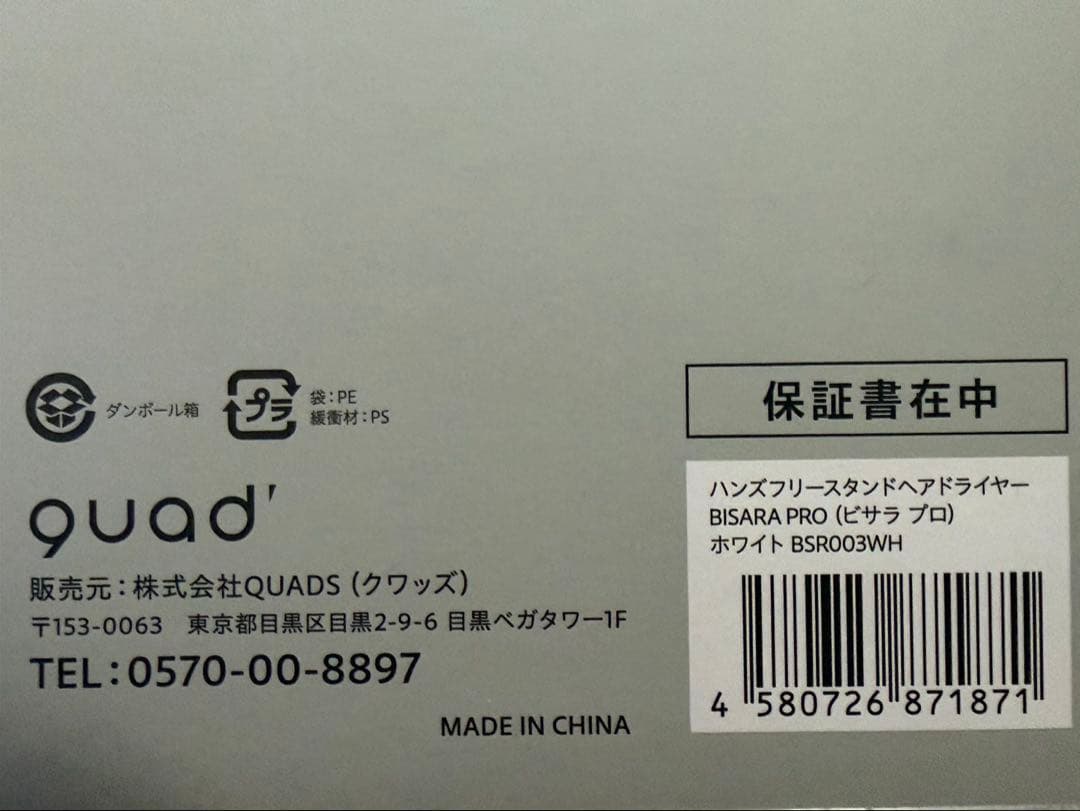 ダンボール箱
プラ
袋：PE
緩衝材：PS
quad'
販売元：株式会社QUADS（クワッズ）
〒153-0063 東京都目黒区目黒2-9-6 目黒ベガタワー1F
TEL：0570-00-8897
MADE IN CHINA
保証書在中
ハンズフリースタンドヘアドライヤー
BISARA PRO（ビサラ プロ）
ホワイト BSR003WH
4 580726 871871